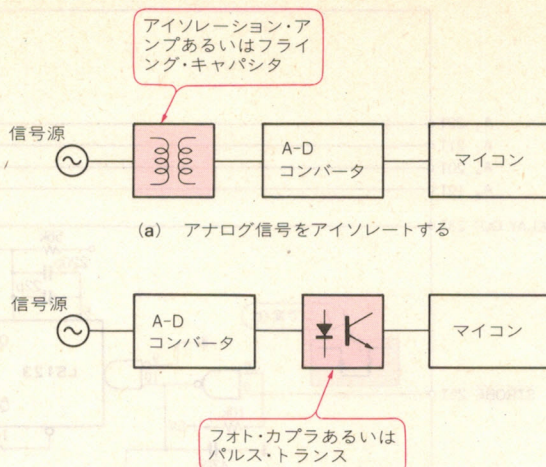 アイソレーション・ア
ンプあるいはフライ
ング・キャパシタ
信号源
A-D
コンバータ
マイコン
(a) アナログ信号をアイソレートする
信号源
A-D
コンバータ
マイコン
フォト・カプラあるいは
パルス・トランス